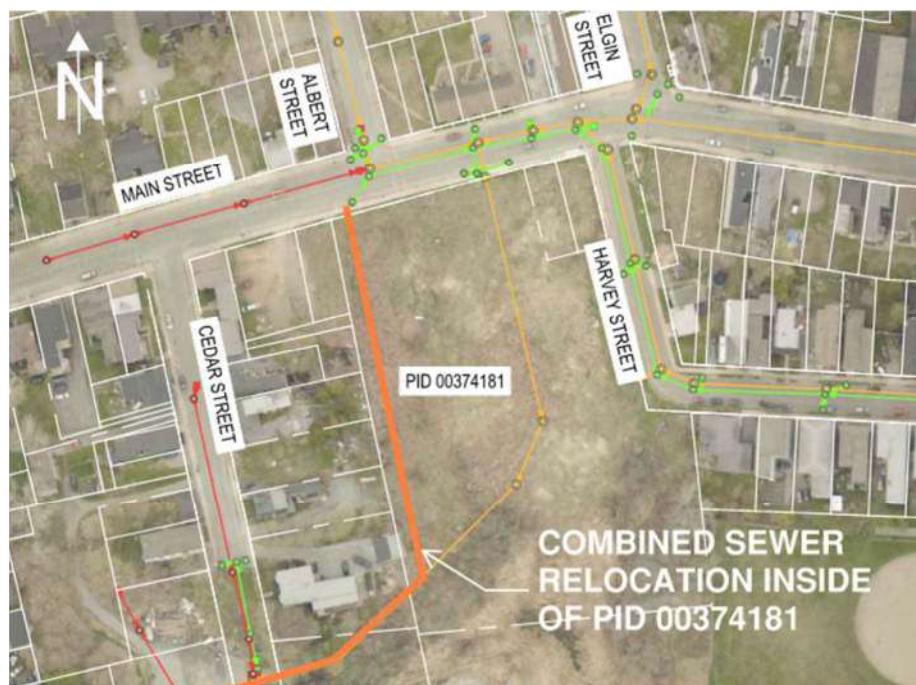 N
ALBERT
STREET
ELGIN
STREET
MAIN STREET
HARVEY STREET
CEDAR STREET
PID 00374181
COMBINED SEWER
RELOCATION INSIDE
OF PID 00374181